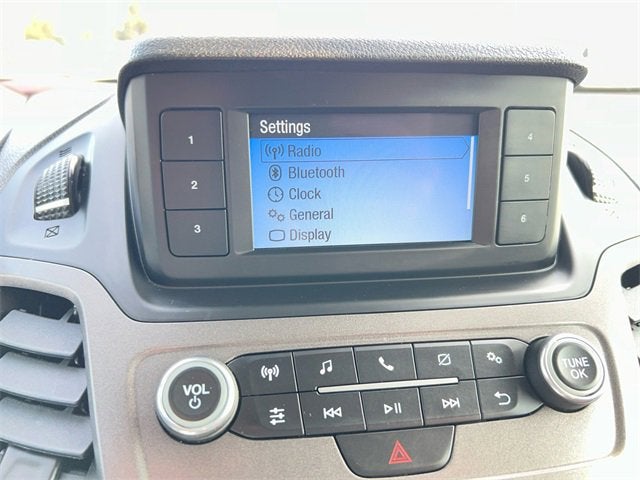 Settings
Radio
Bluetooth
Clock
General
Display
1
2
3
4
5
6
VOL
TUNE
OK